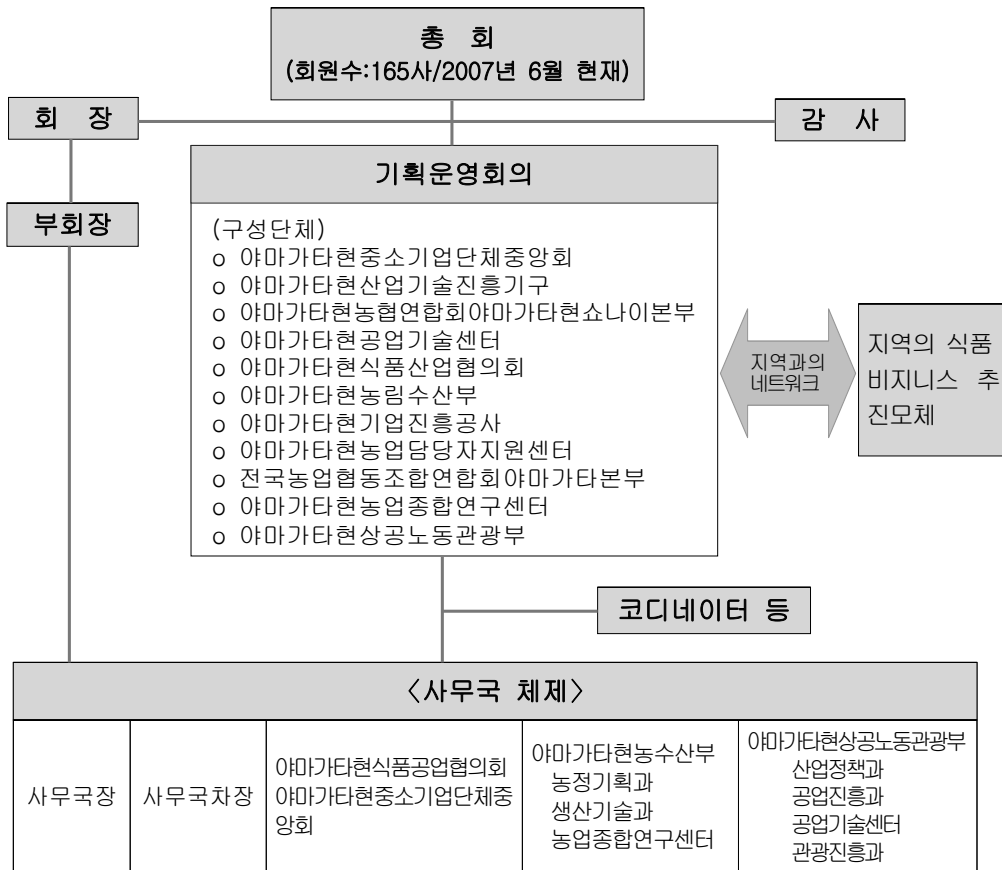 총 회
(회원수:165사/2007년 6월 현재)
회 장
감 사
부회장
기획운영회의
(구성단체)
o 야마가타현중소기업단체중앙회
o 야마가타현산업기술진흥기구
o 야마가타현농협연합회야마가타현쇼나이본부
o 야마가타현공업기술센터
o 야마가타현식품산업협의회
o 야마가타현농림수산부
o 야마가타현기업진흥공사
o 야마가타현농업담당자지원센터
o 전국농업협동조합연합회야마가타본부
o 야마가타현농업종합연구센터
o 야마가타현상공노동관광부
지역과의
네트워크
지역의 식품
비지니스 추
진모체
코디네이터 등
〈사무국 체제〉
사무국장
사무국차장
야마가타현식품공업협의회
야마가타현중소기업단체중
앙회
야마가타현농수산부
농정기획과
생산기술과
농업종합연구센터
야마가타현상공노동관광부
산업정책과
공업진흥과
공업기술센터
관광진흥과